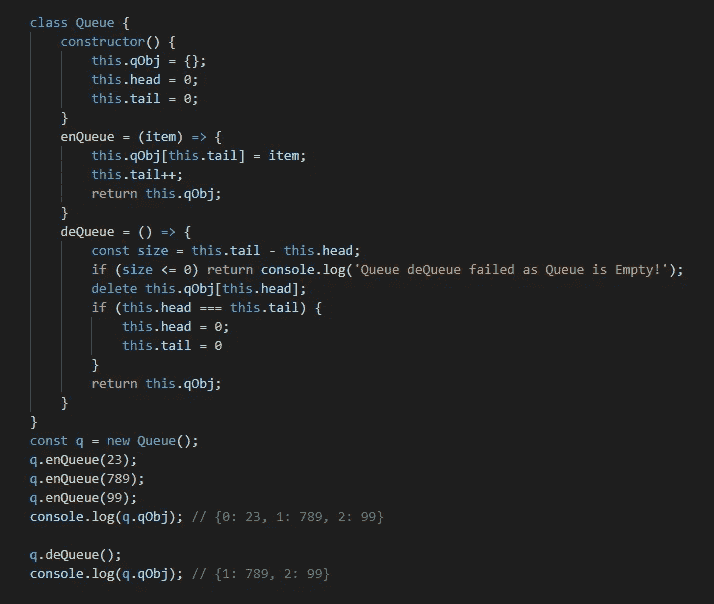 class Queue {
    constructor() {
        this.qObj = {};
        this.head = 0;
        this.tail = 0;
    }
    enQueue = (item) => {
        this.qObj[this.tail] = item;
        this.tail++;
        return this.qObj;
    }
    deQueue = () => {
        const size = this.tail - this.head;
        if (size <= 0) return console.log('Queue deQueue failed as Queue is Empty!');
        delete this.qObj[this.head];
        if (this.head === this.tail) {
            this.head = 0;
            this.tail = 0
        }
        return this.qObj;
    }
}
const q = new Queue();
q.enQueue(23);
q.enQueue(789);
q.enQueue(99);
console.log(q.qObj); // {0: 23, 1: 789, 2: 99}

q.deQueue();
console.log(q.qObj); // {1: 789, 2: 99}